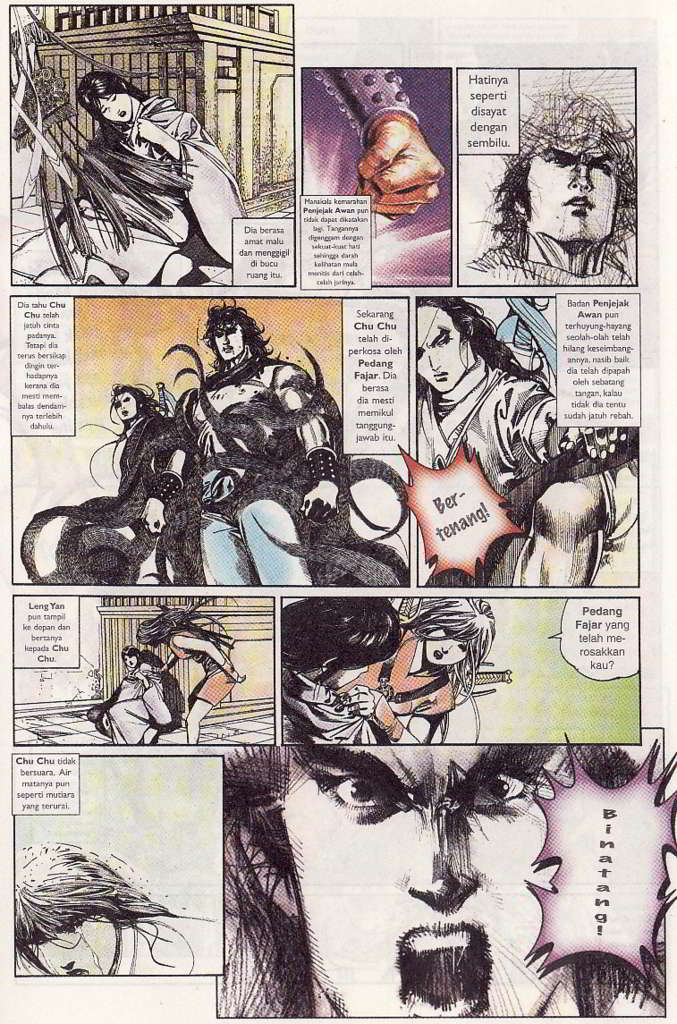 Dia berasa
amat malu
dan menggigil
di bucu
ruang itu.
Manakala kemarahan
Penjejak Awan pun
tidak dapat dikatakan
lagi. Tangannya
digenggam dengan
sekuat-kuat hati
sehingga darah
kelihatan mula
menitis dari celah-
celah jurinya.
Hatinya
seperti
disayat
dengan
sembilu.
Dia tahu Chu
Chu telah
jatuh cinta
padanya.
Tetapi dia
terus bersikap
dingin ter-
hadapnya
kerana dia
mesti mem-
balas dendam-
nya terlebih
dahulu.
Sekarang
Chu Chu
telah di-
perkosa oleh
Pedang
Fajar. Dia
berasa
dia mesti
memikul
tanggung-
jawab itu.
Badan Penjejak
Awan pun
terhuyung-hayang
seolah-olah telah
hilang keseimbang-
annya, nasib baik
dia telah dipapah
oleh sebatang
tangan, kalau
tidak dia tentu
sudah jatuh rebah.
Ber-
tenang!
Leng Yan
pun tampil
ke depan dan
bertanya
kepada Chu
Chu.
Pedang
Fajar yang
telah me-
rosakkan
kau?
Chu Chu tidak
bersuara. Air
matanya pun
seperti mutiara
yang terurai.
Binatang!